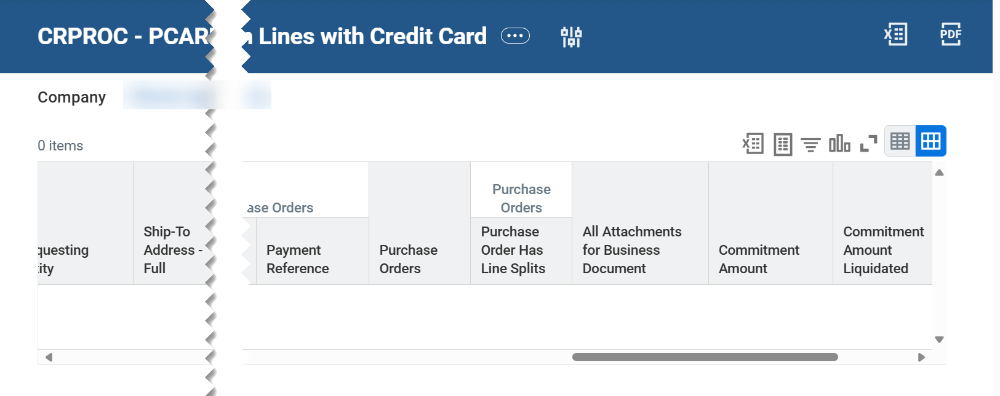 CRPROC - PCAR Lines with Credit Card
PDF
Company
0 items
ase Orders
Purchase
Orders
questing
ity
Ship-To
Address -
Full
Payment
Reference
Purchase
Orders
Purchase
Order Has
Line Splits
All Attachments
for Business
Document
Commitment
Amount
Commitment
Amount
Liquidated